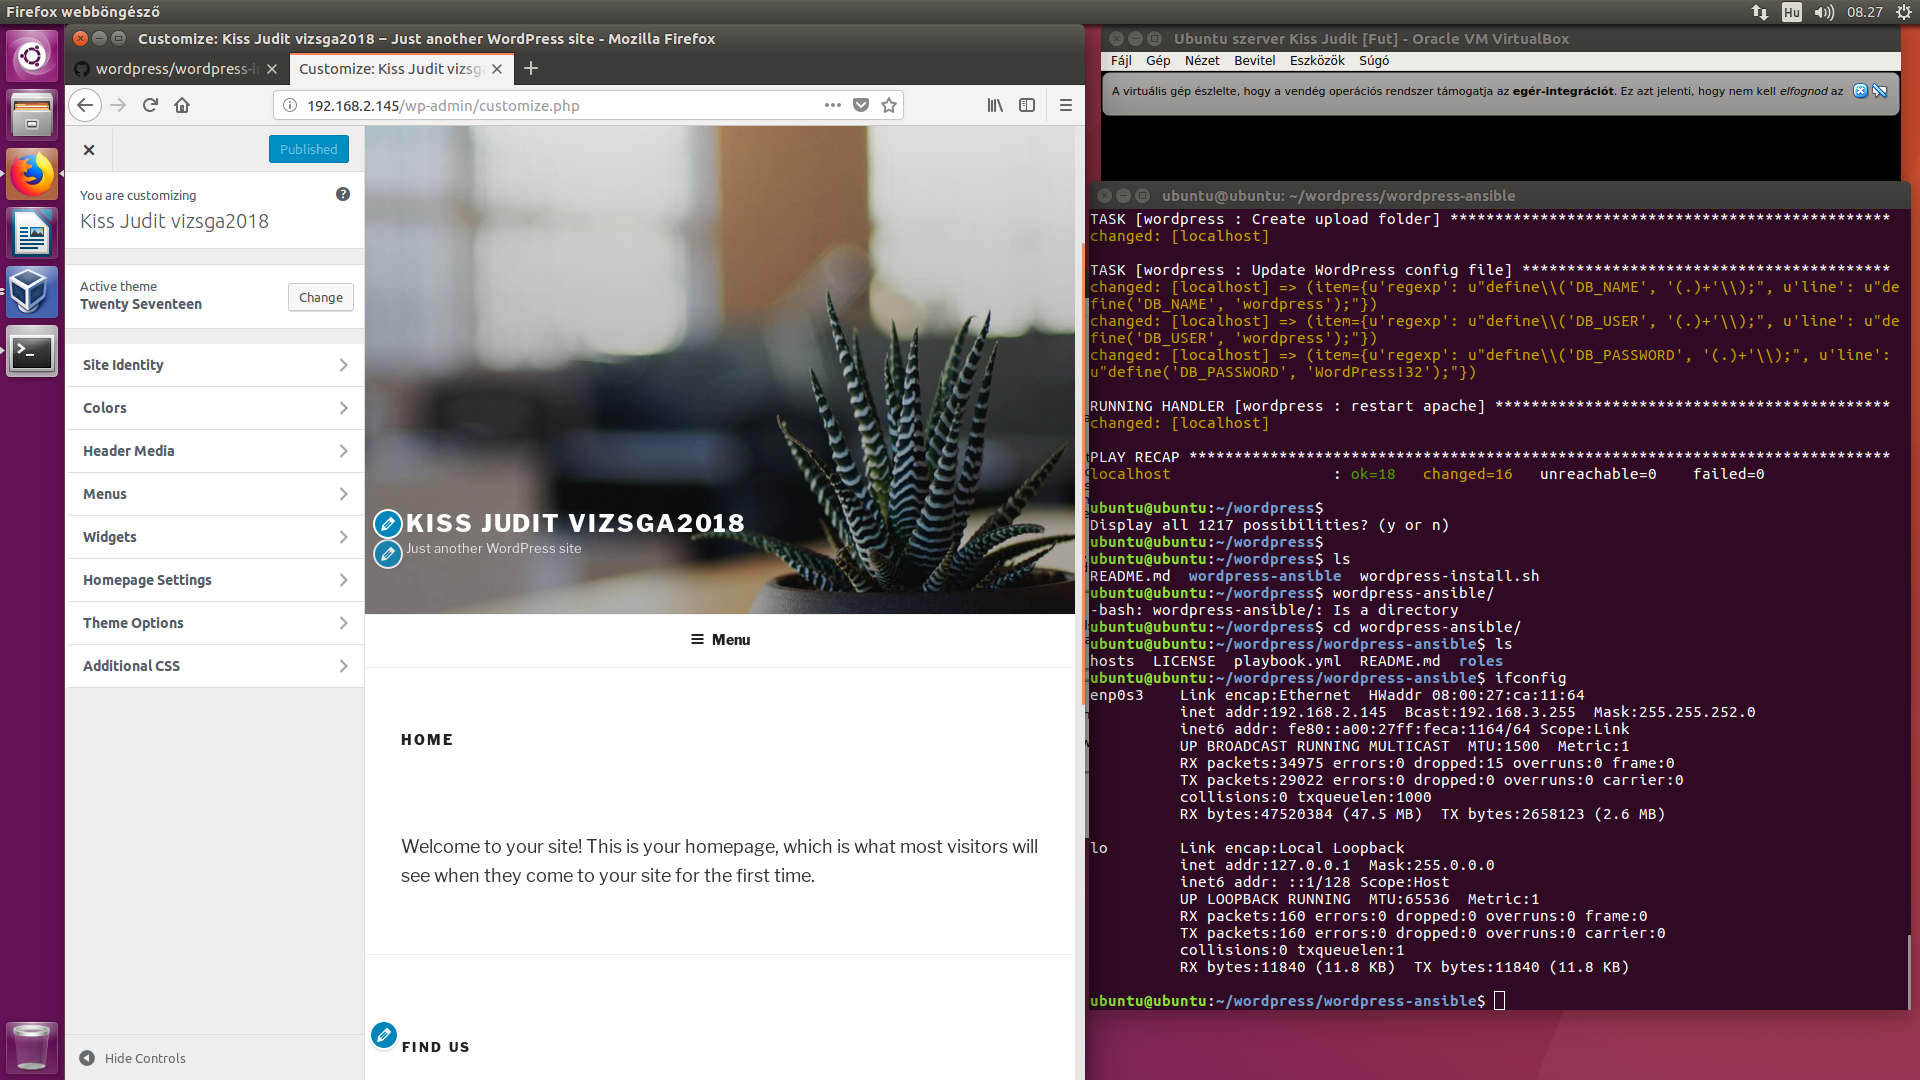 Firefox webböngésző
Hu
08.27
Customize: Kiss Judit vizsga2018 – Just another WordPress site - Mozilla Firefox
wordpress/wordpress-in
Customize: Kiss Judit vizsg
192.168.2.145/wp-admin/customize.php
Published
You are customizing
Kiss Judit vizsga2018
Active theme
Twenty Seventeen
Change
Site Identity
Colors
Header Media
Menus
Widgets
Homepage Settings
Theme Options
Additional CSS
Hide Controls
KISS JUDIT VIZSGA2018
Just another WordPress site
Menu
HOME
Welcome to your site! This is your homepage, which is what most visitors will
see when they come to your site for the first time.
FIND US
Ubuntu szerver Kiss Judit [Fut] - Oracle VM VirtualBox
Fájl Gép Nézet Bevitel Eszközök Súgó
A virtuális gép észlelte, hogy a vendég operációs rendszer támogatja az egér-integrációt. Ez azt jelenti, hogy nem kell elfognod az
ubuntu@ubuntu: ~/wordpress/wordpress-ansible
TASK [wordpress : Create upload folder] *************************************************
changed: [localhost]
TASK [wordpress : Update WordPress config file] *****************************************
changed: [localhost] => (item={u'regexp': u"define\\('DB_NAME', '(.)+'\\);", u'line': u"de
fine('DB_NAME', 'wordpress');"})
changed: [localhost] => (item={u'regexp': u"define\\('DB_USER', '(.)+'\\);", u'line': u"de
fine('DB_USER', 'wordpress');"})
changed: [localhost] => (item={u'regexp': u"define\\('DB_PASSWORD', '(.)+'\\);", u'line':
u"define('DB_PASSWORD', 'WordPress!32');"})
RUNNING HANDLER [wordpress : restart apache] ********************************************
changed: [localhost]
PLAY RECAP ******************************************************************************
localhost                  : ok=18   changed=16   unreachable=0    failed=0
ubuntu@ubuntu:~/wordpress$
Display all 1217 possibilities? (y or n)
ubuntu@ubuntu:~/wordpress$
ubuntu@ubuntu:~/wordpress$ ls
README.md  wordpress-ansible  wordpress-install.sh
ubuntu@ubuntu:~/wordpress$ wordpress-ansible/
-bash: wordpress-ansible/: Is a directory
ubuntu@ubuntu:~/wordpress$ cd wordpress-ansible/
ubuntu@ubuntu:~/wordpress/wordpress-ansible$ ls
hosts  LICENSE  playbook.yml  README.md  roles
ubuntu@ubuntu:~/wordpress/wordpress-ansible$ ifconfig
enp0s3    Link encap:Ethernet  HWaddr 08:00:27:ca:11:64
          inet addr:192.168.2.145  Bcast:192.168.3.255  Mask:255.255.252.0
          inet6 addr: fe80::a00:27ff:feca:1164/64 Scope:Link
          UP BROADCAST RUNNING MULTICAST  MTU:1500  Metric:1
          RX packets:34975 errors:0 dropped:15 overruns:0 frame:0
          TX packets:29022 errors:0 dropped:0 overruns:0 carrier:0
          collisions:0 txqueuelen:1000
          RX bytes:47520384 (47.5 MB)  TX bytes:2658123 (2.6 MB)
lo        Link encap:Local Loopback
          inet addr:127.0.0.1  Mask:255.0.0.0
          inet6 addr: ::1/128 Scope:Host
          UP LOOPBACK RUNNING  MTU:65536  Metric:1
          RX packets:160 errors:0 dropped:0 overruns:0 frame:0
          TX packets:160 errors:0 dropped:0 overruns:0 carrier:0
          collisions:0 txqueuelen:1
          RX bytes:11840 (11.8 KB)  TX bytes:11840 (11.8 KB)
ubuntu@ubuntu:~/wordpress/wordpress-ansible$